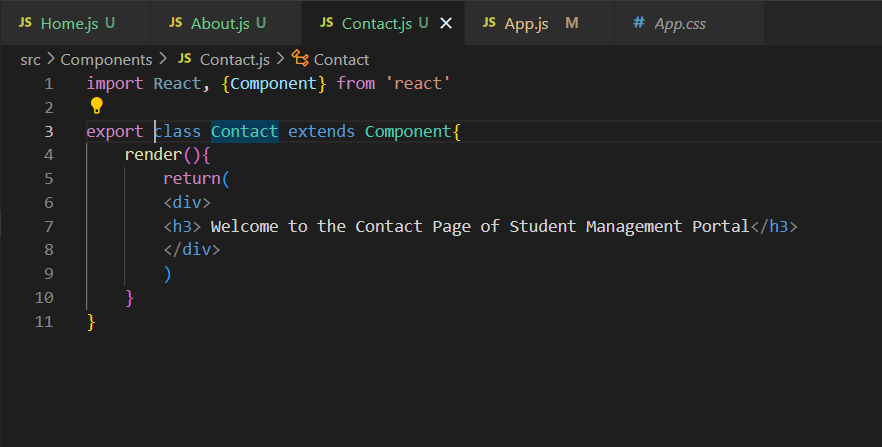 JS Home.js U JS About.js U JS Contact.js U × JS App.js M # App.css
src > Components > JS Contact.js > Contact
1 import React, {Component} from 'react'
2
3 export class Contact extends Component{
4 render(){
5 return(
6 <div>
7 <h3> Welcome to the Contact Page of Student Management Portal</h3>
8 </div>
9 )
10 }
11 }